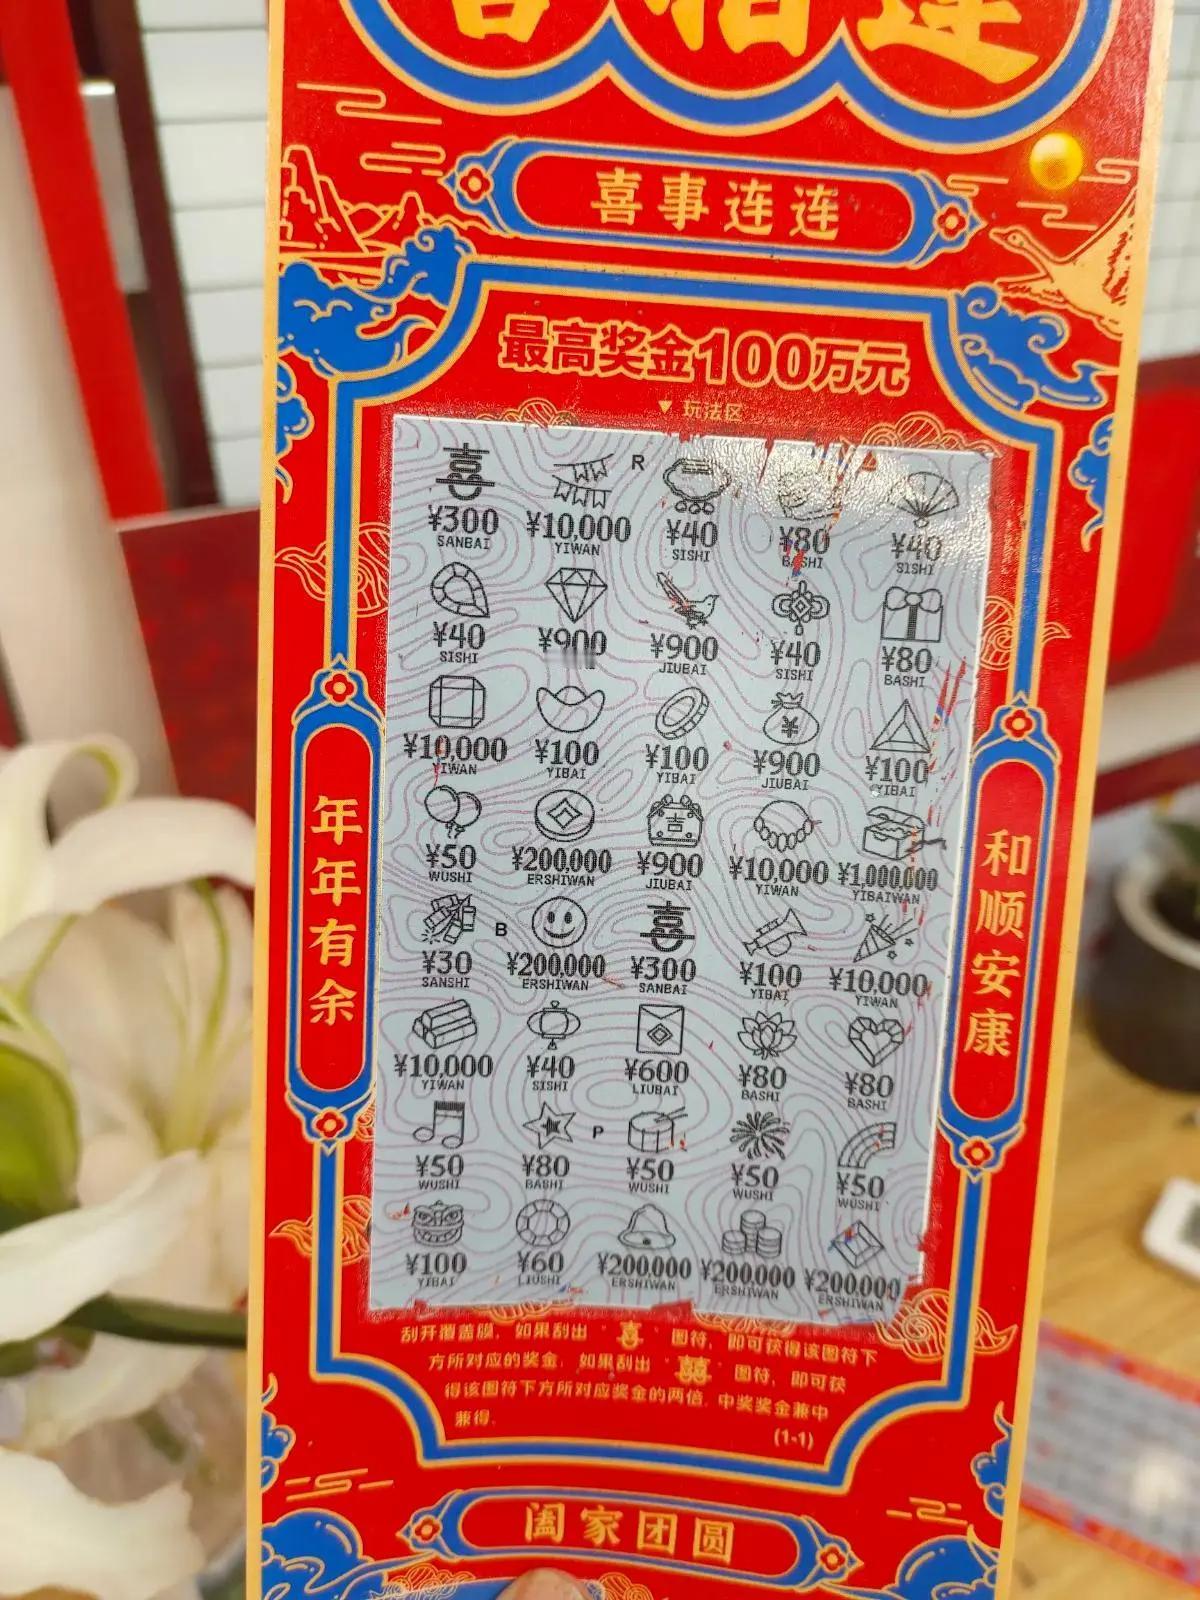 喜相逢
喜事连连
最高奖金100万元
▼ 玩法区
喜 R
¥300 ¥10,000 ¥40 ¥80 ¥40
SANBAI YIWAN SISHI BASHI SISHI
¥40 ¥900 ¥900 ¥40 ¥80
SISHI JIUBAI SISHI BASHI
¥10,000 ¥100 ¥100 ¥900 ¥100
YIWAN YIBAI YIBAI JIUBAI YIBAI
吉
¥50 ¥200,000 ¥900 ¥10,000 ¥1,000,000
WUSHI ERSHIWAN JIUBAI YIWAN YIBAIWAN
B 喜
¥30 ¥200,000 ¥300 ¥100 ¥10,000
SANSHI ERSHIWAN SANBAI YIBAI YIWAN
¥10,000 ¥40 ¥600 ¥80 ¥80
YIWAN SISHI LIUBAI BASHI BASHI
P
¥50 ¥80 ¥50 ¥50 ¥50
WUSHI BASHI WUSHI WUSHI WUSHI
¥100 ¥60 ¥200,000 ¥200,000 ¥200,000
YIBAI LIUSHI ERSHIWAN ERSHIWAN ERSHIWAN
年年有余
和顺安康
刮开覆盖膜，如果刮出“喜”图符，即可获得该图符下
方所对应的奖金，如果刮出“囍”图符，即可获
得该图符下方所对应奖金的两倍。中奖奖金兼中
兼得。
(1-1)
阖家团圆